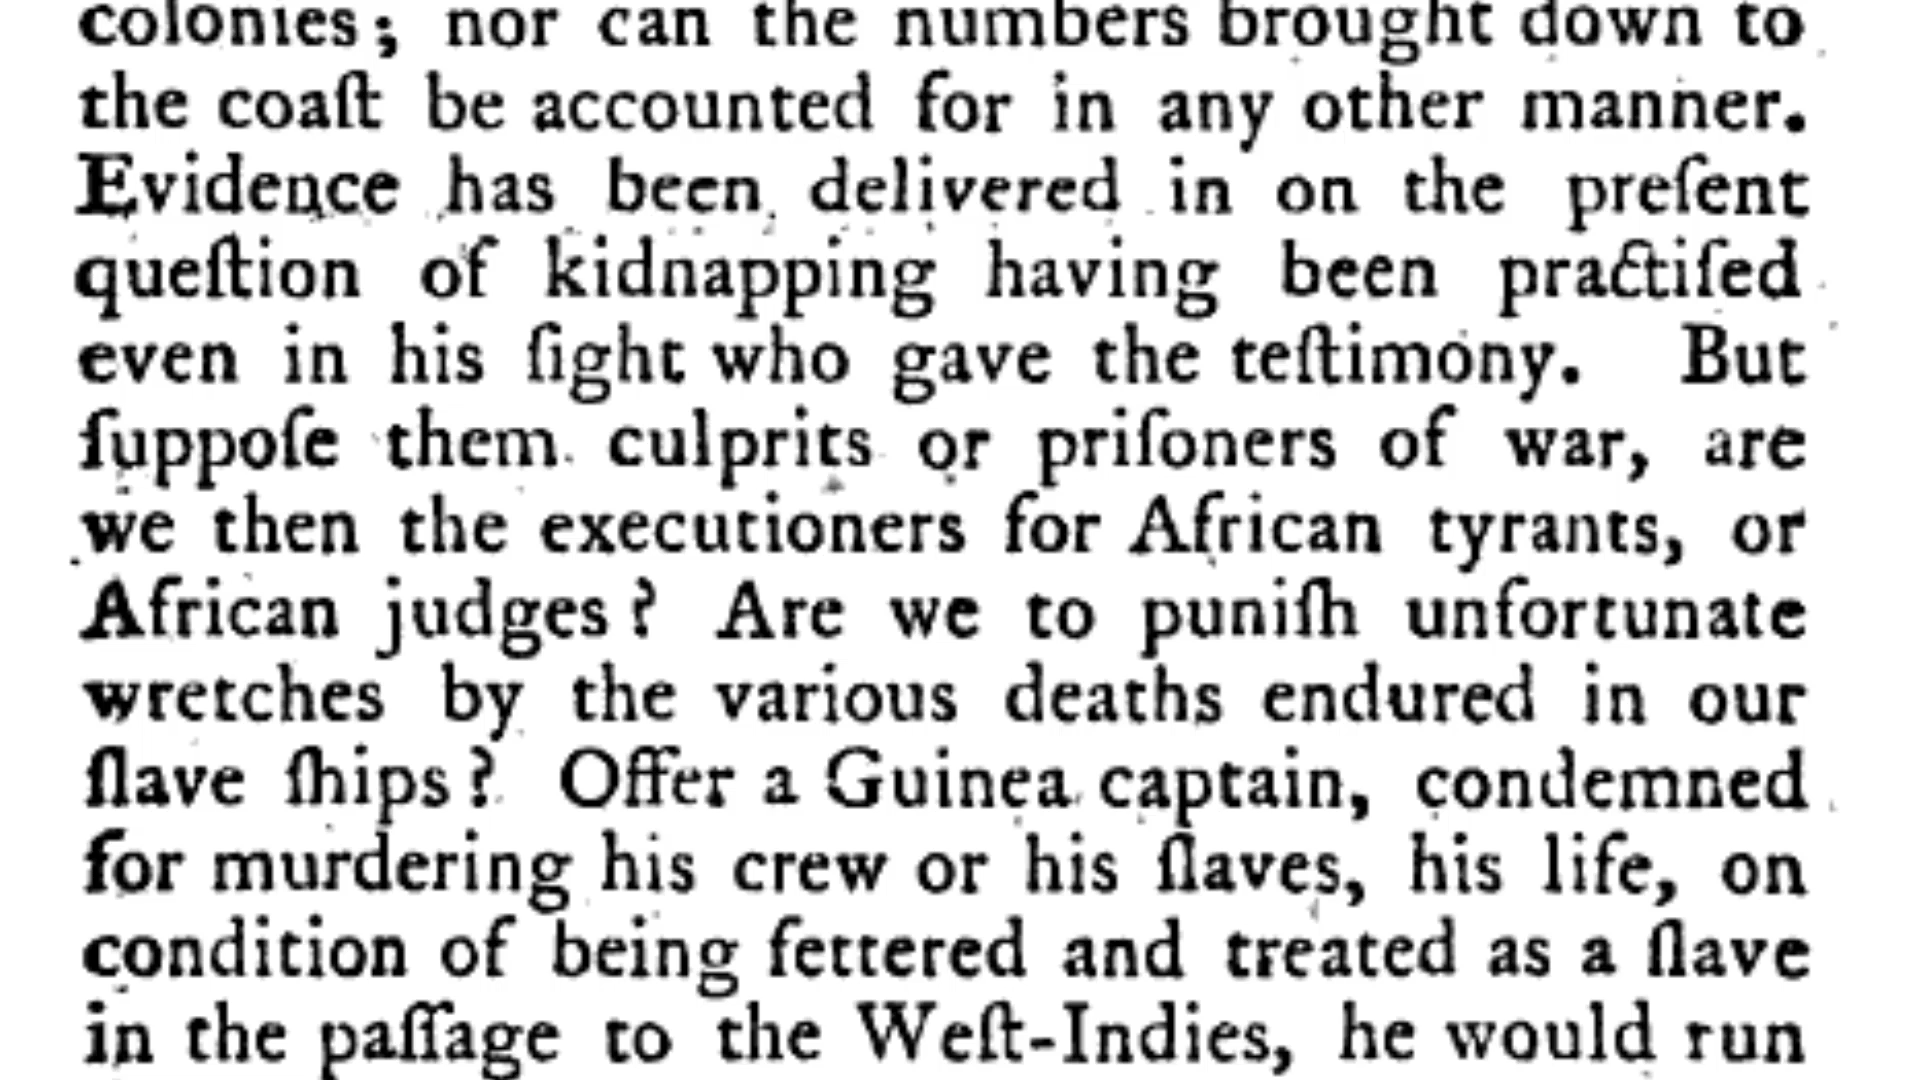 colonies; nor can the numbers brought down to
the coaſt be accounted for in any other manner.
Evidence has been delivered in on the preſent
queſtion of kidnapping having been practiſed
even in his ſight who gave the teſtimony. But
ſuppoſe them culprits or priſoners of war, are
we then the executioners for African tyrants, or
African judges? Are we to puniſh unfortunate
wretches by the various deaths endured in our
ſlave ſhips? Offer a Guinea captain, condemned
for murdering his crew or his ſlaves, his life, on
condition of being fettered and treated as a ſlave
in the paſſage to the Weſt-Indies, he would run